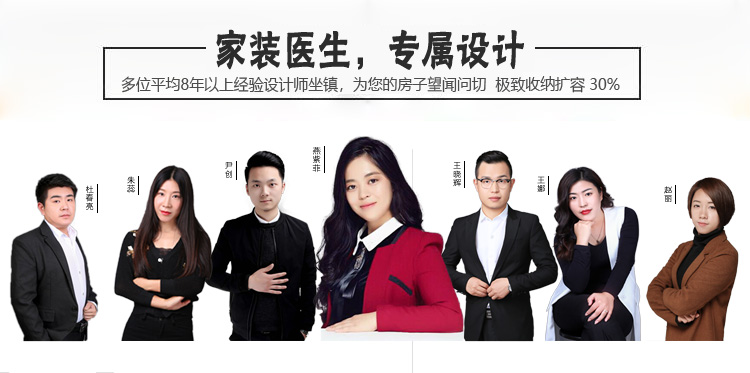 家装医生，专属设计
多位平均8年以上经验设计师坐镇，为您的房子望闻问切 极致收纳扩容 30%
杜春亮
朱蕊
尹创
燕紫菲
王晓辉
王娜
赵丽